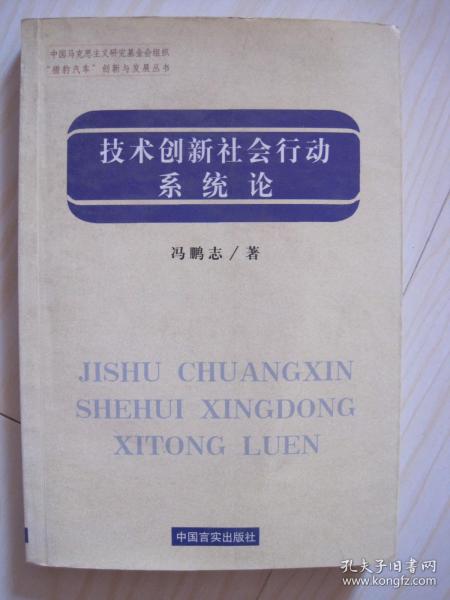 中国马克思主义研究基金会组织
“猎豹汽车”创新与发展丛书
技术创新社会行动
系统论
冯鹏志/著
JISHU CHUANGXIN
SHEHUI XINGDONG
XITONG LUEN
中国言实出版社
孔夫子旧书网
www.kongfz.com